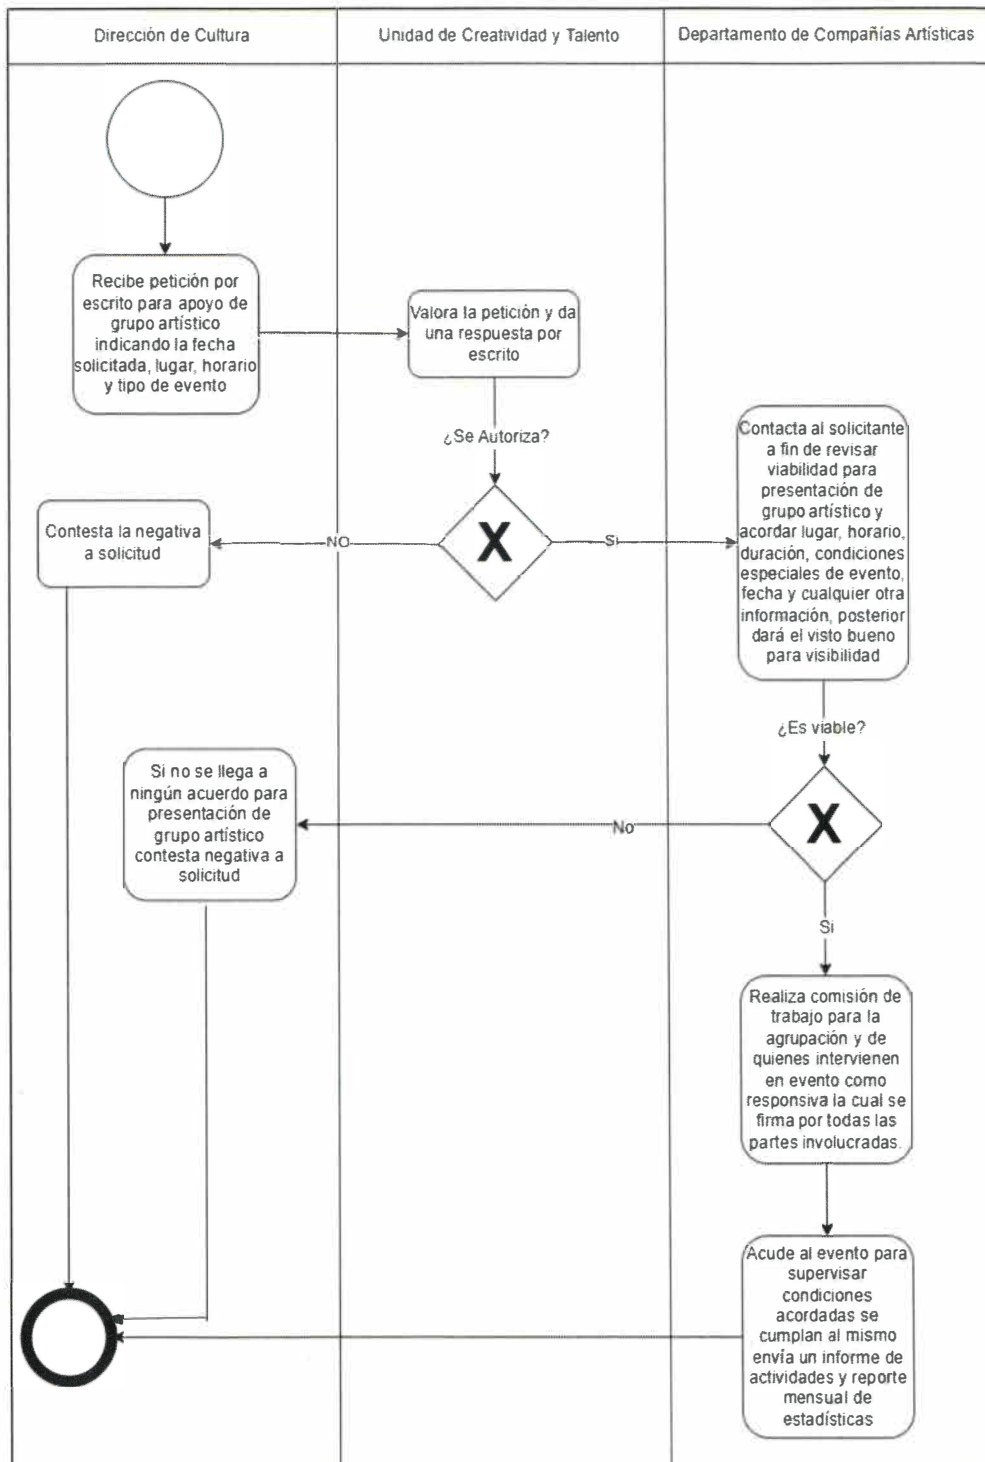 Dirección de Cultura
Unidad de Creatividad y Talento
Departamento de Compañías Artísticas
Recibe petición por
escrito para apoyo de
grupo artístico
indicando la fecha
solicitada, lugar, horario
y tipo de evento
Valora la petición y da
una respuesta por
escrito
¿Se Autoriza?
X
NO
Si
Contesta la negativa
a solicitud
Contacta al solicitante
a fin de revisar
viabilidad para
presentación de
grupo artístico y
acordar lugar, horario,
duración, condiciones
especiales de evento,
fecha y cualquier otra
información, posterior
dará el visto bueno
para visibilidad
¿Es viable?
X
No
Si
Si no se llega a
ningún acuerdo para
presentación de
grupo artístico
contesta negativa a
solicitud
Realiza comisión de
trabajo para la
agrupación y de
quienes intervienen
en evento como
responsiva la cual se
firma por todas las
partes involucradas.
Acude al evento para
supervisar
condiciones
acordadas se
cumplan al mismo
envía un informe de
actividades y reporte
mensual de
estadísticas